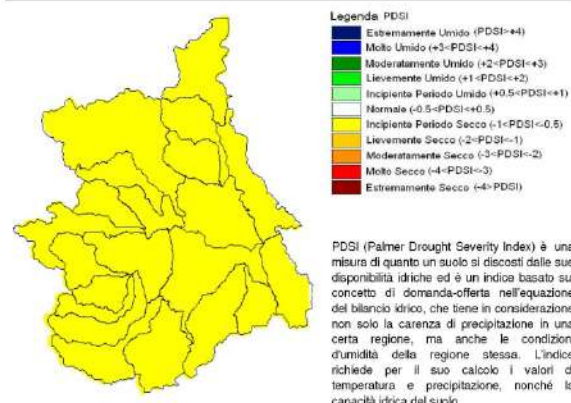 Legenda PDSI
Estremamente Umido (PDSI>+4)
Molto Umido (+3<PDSI<+4)
Moderatamente Umido (+2<PDSI<+3)
Lievemente Umido (+1<PDSI<+2)
Incipiente Periodo Umido (+0.5<PDSI<+1)
Normale (-0.5<PDSI<+0.5)
Incipiente Periodo Secco (-1<PDSI<-0.5)
Lievemente Secco (-2<PDSI<-1)
Moderatamente Secco (-3<PDSI<-2)
Molto Secco (-4<PDSI<-3)
Estremamente Secco (-4>PDSI)
PDSI (Palmer Drought Severity Index) è una
misura di quanto un suolo si discosti dalle sue
disponibilità idriche ed è un indice basato su
concetto di domanda-offerta nell'equazione
del bilancio idrico, che tiene in considerazione
non solo la carenza di precipitazione in una
certa regione, ma anche le condizion
d'umidità della regione stessa. L'indice
richiede per il suo calcolo i valori d
temperatura e precipitazione, nonché la
capacità idrica del suolo